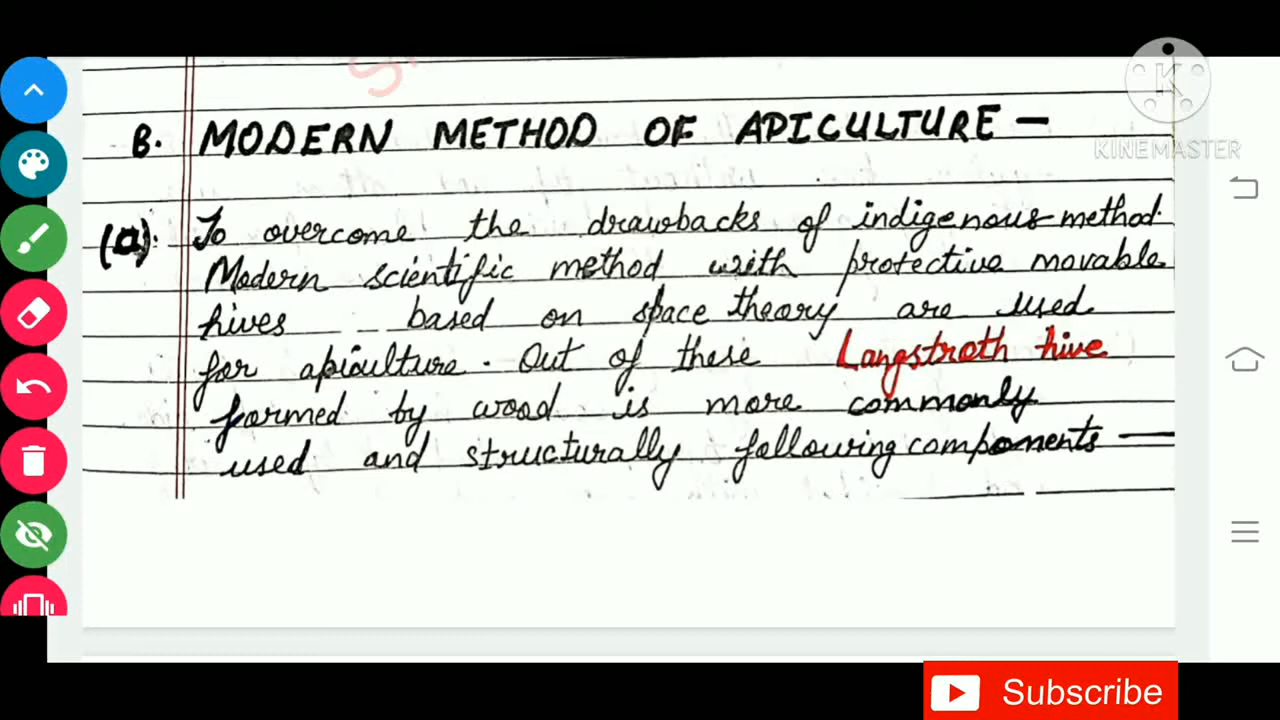 KINEMASTER
B. MODERN METHOD OF APICULTURE —
(a). To overcome the drawbacks of indigenous method.
Modern scientific method with protective movable
hives based on space theory are used
for apiculture. Out of these Langstroth hive
formed by wood is more commonly
used and structurally following components —
Subscribe